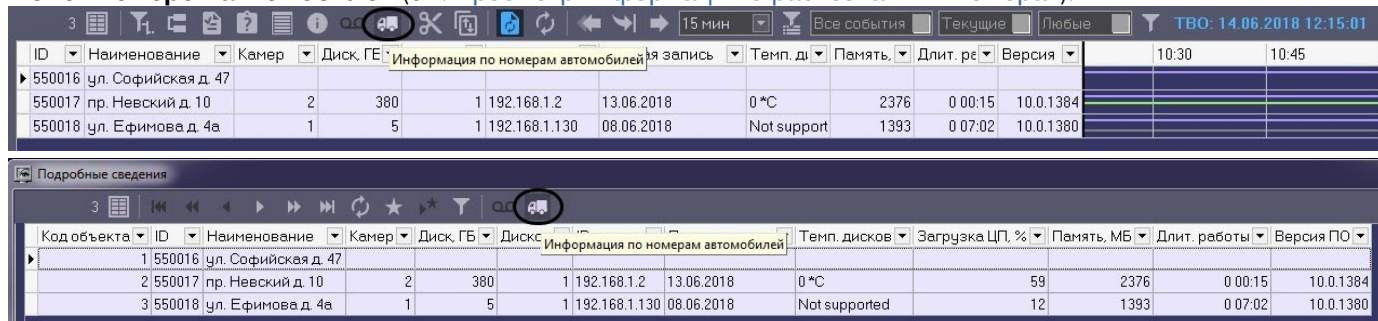 3 15 мин Все события Текущие Любые ТВО: 14.06.2018 12:15:01
ID Наименование Камер Диск, ГЕ я запись Темп. ди Память, Длит. ра Версия 10:30 10:45
Информация по номерам автомобилей
550016 ул. Софийская д. 47
550017 пр. Невский д. 10 2 380 1 192.168.1.2 13.06.2018 0 *C 2376 0 00:15 10.0.1384
550018 ул. Ефимова д. 4а 1 5 1 192.168.1.130 08.06.2018 Not support 1393 0 07:02 10.0.1380
Подробные сведения
3
Код объекта ID Наименование Камер Диск, ГБ Диско Темп. дисков Загрузка ЦП, % Память, МБ Длит. работы Версия ПО
Информация по номерам автомобилей
1 550016 ул. Софийская д. 47
2 550017 пр. Невский д. 10 2 380 1 192.168.1.2 13.06.2018 0 *C 59 2376 0 00:15 10.0.1384
3 550018 ул. Ефимова д. 4а 1 5 1 192.168.1.130 08.06.2018 Not supported 12 1393 0 07:02 10.0.1380